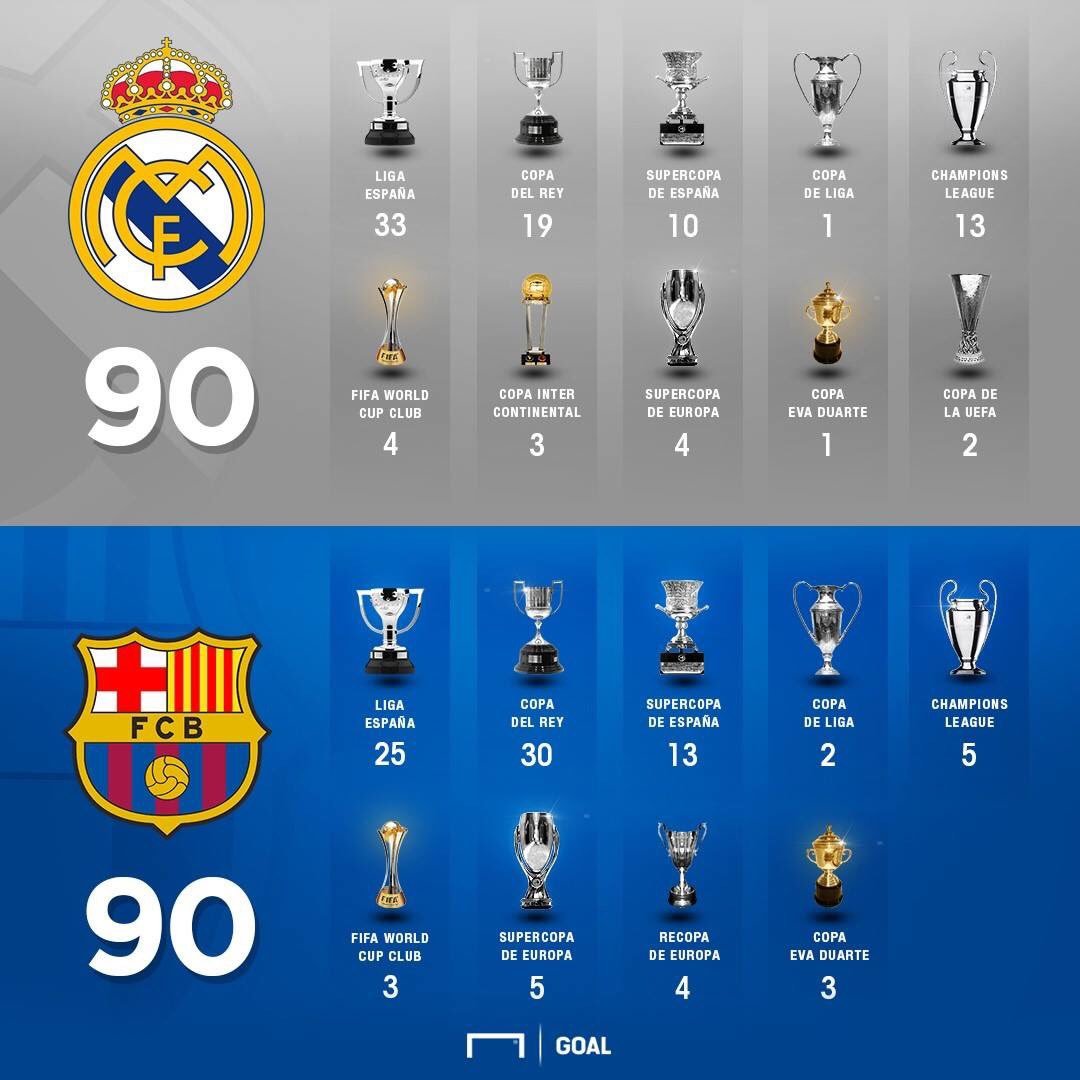 LIGA
ESPAÑA
33
COPA
DEL REY
19
SUPERCOPA
DE ESPAÑA
10
COPA
DE LIGA
1
CHAMPIONS
LEAGUE
13
90
FIFA
FIFA WORLD
CUP CLUB
4
COPA INTER
CONTINENTAL
3
SUPERCOPA
DE EUROPA
4
COPA
EVA DUARTE
1
COPA DE
LA UEFA
2
FCB
LIGA
ESPAÑA
25
COPA
DEL REY
30
SUPERCOPA
DE ESPAÑA
13
COPA
DE LIGA
2
CHAMPIONS
LEAGUE
5
90
FIFA
FIFA WORLD
CUP CLUB
3
SUPERCOPA
DE EUROPA
5
RECOPA
DE EUROPA
4
COPA
EVA DUARTE
3
GOAL